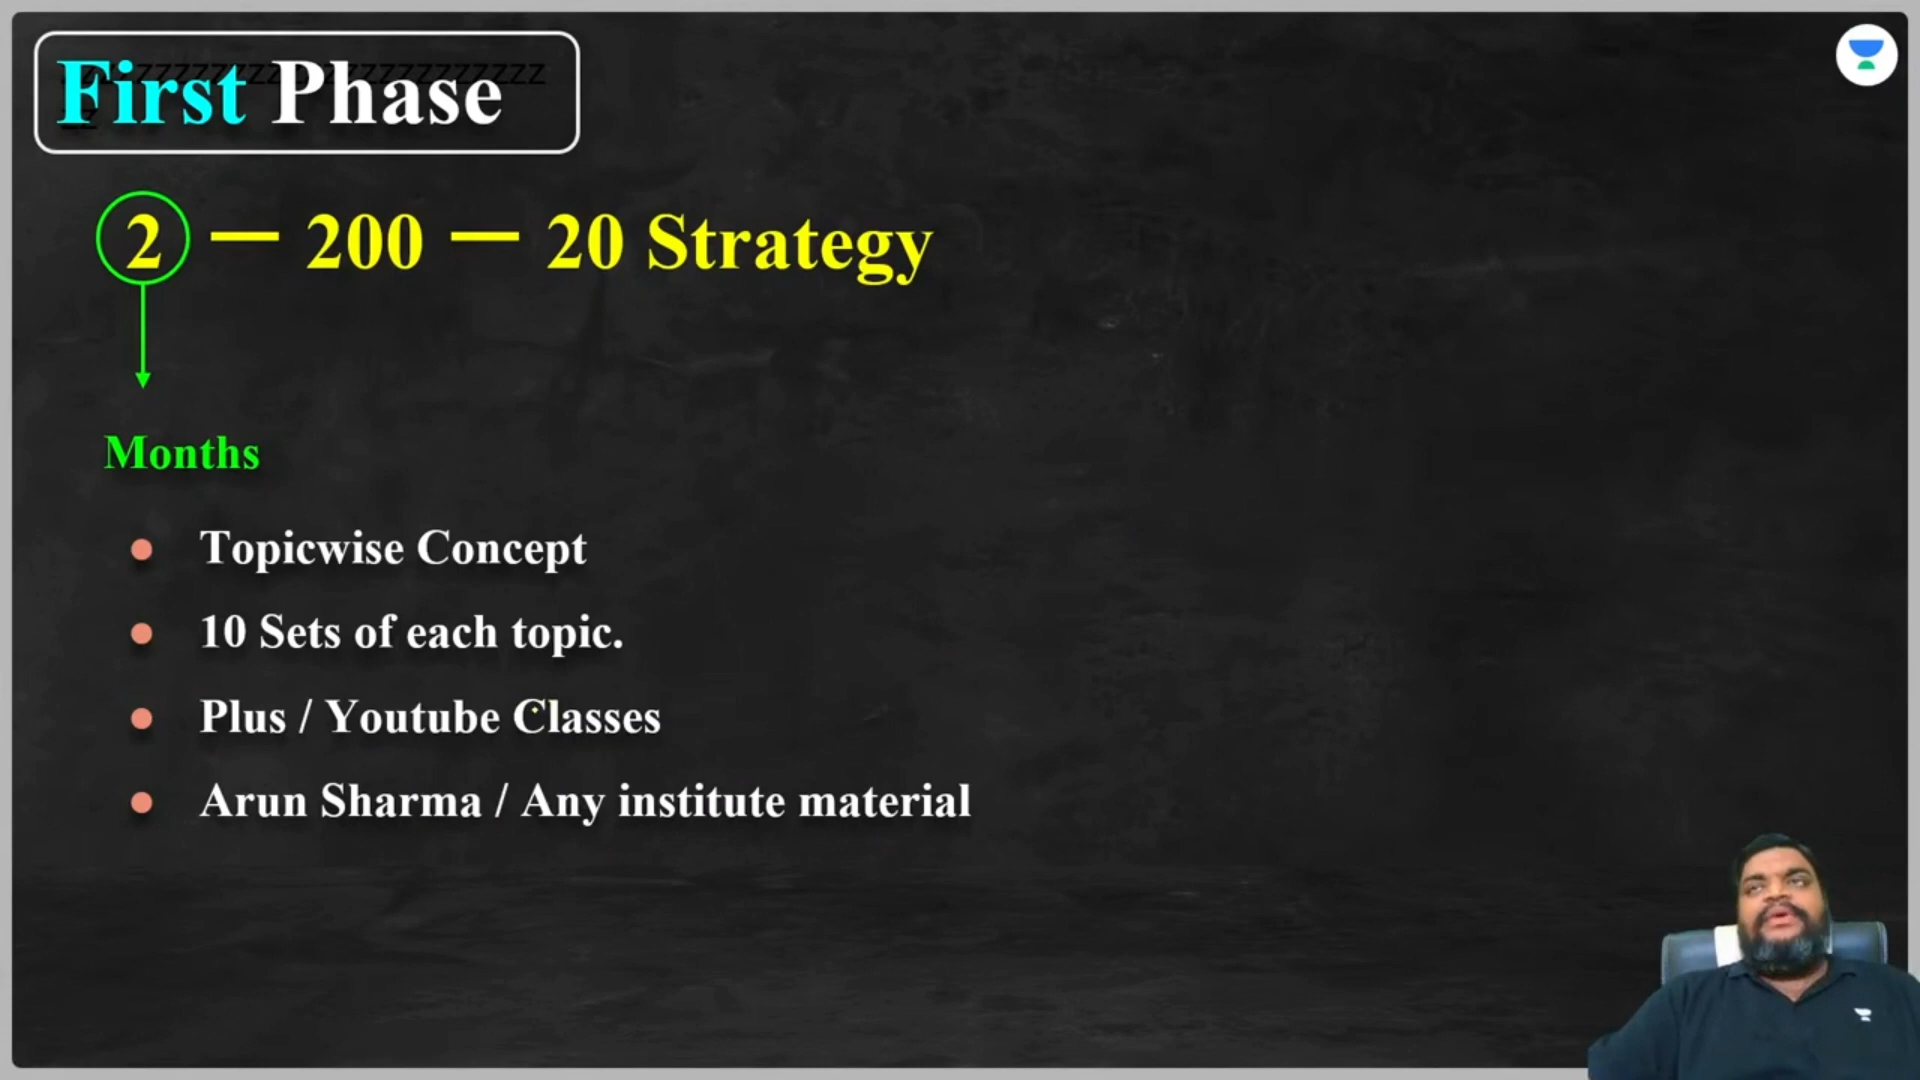 First Phase
2 — 200 — 20 Strategy
Months
Topicwise Concept
10 Sets of each topic.
Plus / Youtube Classes
Arun Sharma / Any institute material